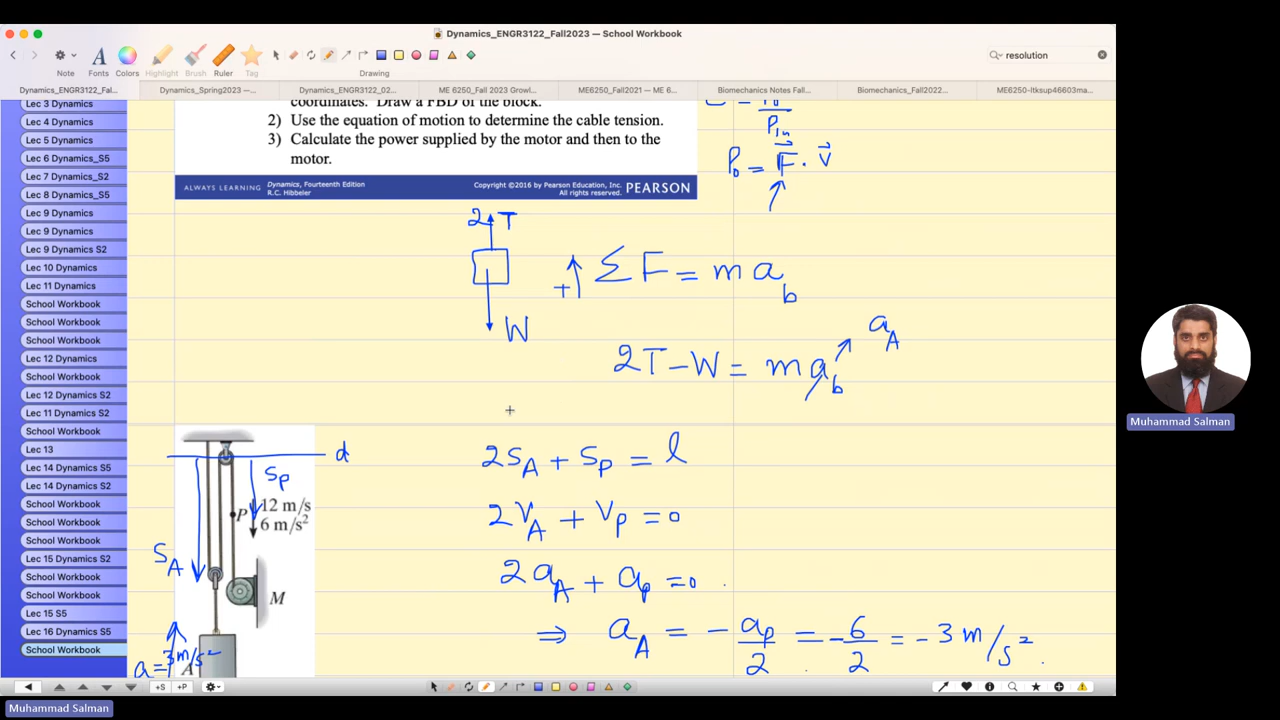 Dynamics_ENGR3122_Fall2023 — School Workbook
Note
Fonts
Colors
Highlight
Brush
Ruler
Tag
Drawing
resolution
Dynamics_ENGR3122_Fal...
Dynamics_Spring2023 —...
Dynamics_ENGR3122_02...
ME 6250_Fall 2023 Growl...
ME6250_Fall2021 — ME 6...
Biomechanics Notes Fall...
Biomechanics_Fall2022...
ME6250-ltksup46603ma...
Lec 3 Dynamics
Lec 4 Dynamics
Lec 5 Dynamics
Lec 6 Dynamics_S5
Lec 7 Dynamics_S2
Lec 8 Dynamics_S5
Lec 9 Dynamics
Lec 9 Dynamics
Lec 9 Dynamics S2
Lec 10 Dynamics
Lec 11 Dynamics
School Workbook
School Workbook
School Workbook
Lec 12 Dynamics
School Workbook
Lec 12 Dynamics S2
Lec 11 Dynamics S2
School Workbook
Lec 13
Lec 14 Dynamics S5
Lec 14 Dynamics S2
School Workbook
School Workbook
School Workbook
Lec 15 Dynamics S2
School Workbook
School Workbook
Lec 15 S5
Lec 16 Dynamics S5
School Workbook
coordinates. Draw a FBD of the block.
2) Use the equation of motion to determine the cable tension.
3) Calculate the power supplied by the motor and then to the
motor.
ALWAYS LEARNING
Dynamics, Fourteenth Edition
R.C. Hibbeler
Copyright ©2016 by Pearson Education, Inc.
All rights reserved.
PEARSON
P_in
P_o = F · V
2T
W
+ Σ F = m a_b
2T - W = m a_b
a_A
d
S_P
P
12 m/s
6 m/s²
S_A
M
A
a = 3 m/s²
2S_A + S_P = l
2V_A + V_P = 0
2a_A + a_P = 0
⇒ a_A = - a_P/2 = - 6/2 = - 3 m/s²
+S
+P
Muhammad Salman
Muhammad Salman